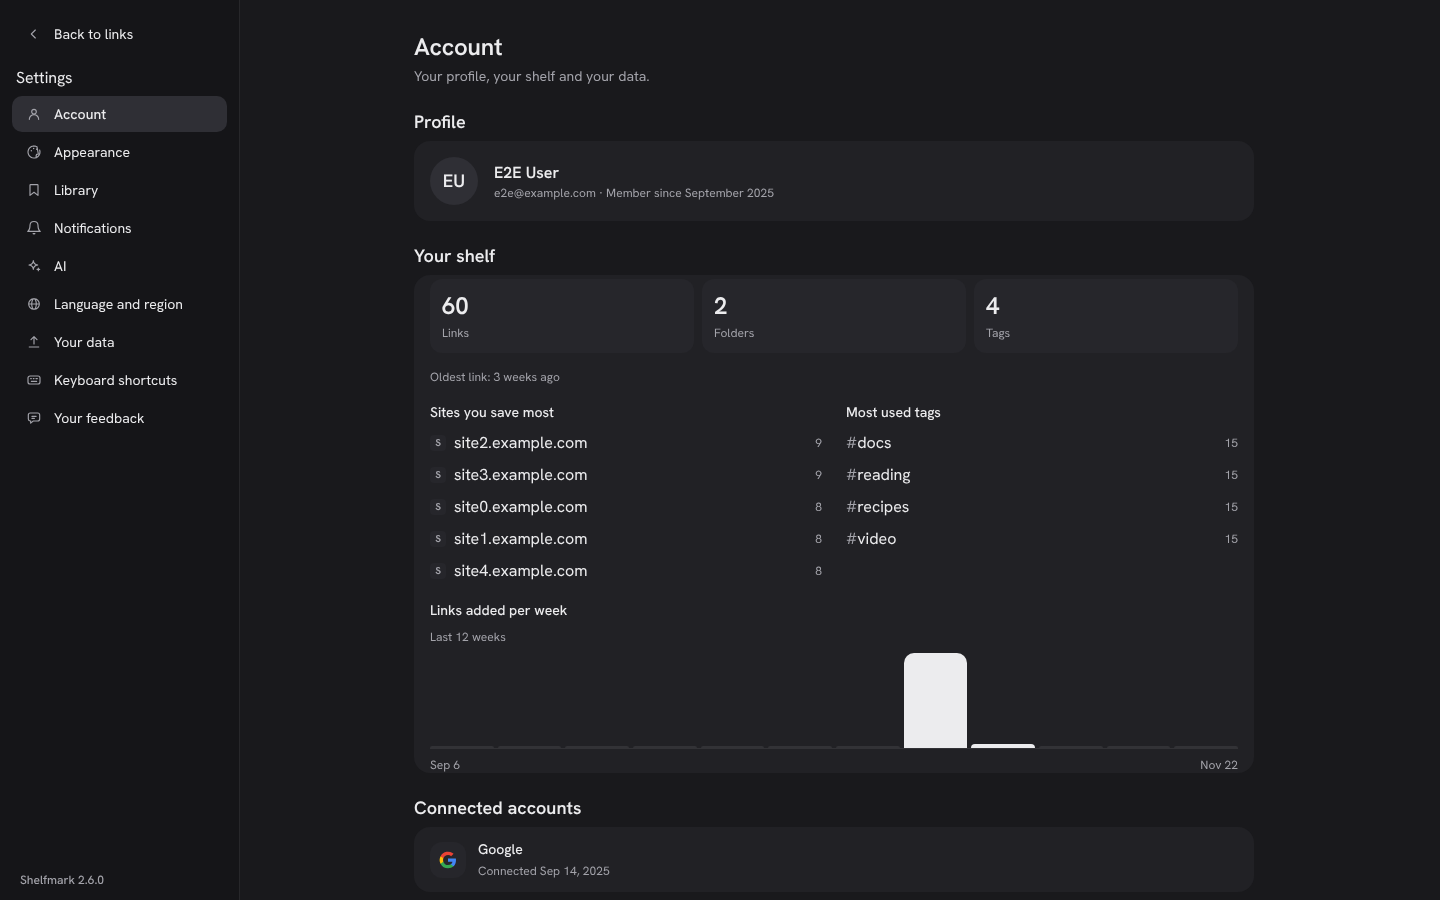 Back to links
Settings
Account
Appearance
Library
Notifications
AI
Language and region
Your data
Keyboard shortcuts
Your feedback
Shelfmark 2.6.0
Account
Your profile, your shelf and your data.
Profile
EU
E2E User
e2e@example.com · Member since September 2025
Your shelf
60
Links
2
Folders
4
Tags
Oldest link: 3 weeks ago
Sites you save most
S site2.example.com 9
S site3.example.com 9
S site0.example.com 8
S site1.example.com 8
S site4.example.com 8
Most used tags
#docs 15
#reading 15
#recipes 15
#video 15
Links added per week
Last 12 weeks
Sep 6 Nov 22
Connected accounts
Google
Connected Sep 14, 2025